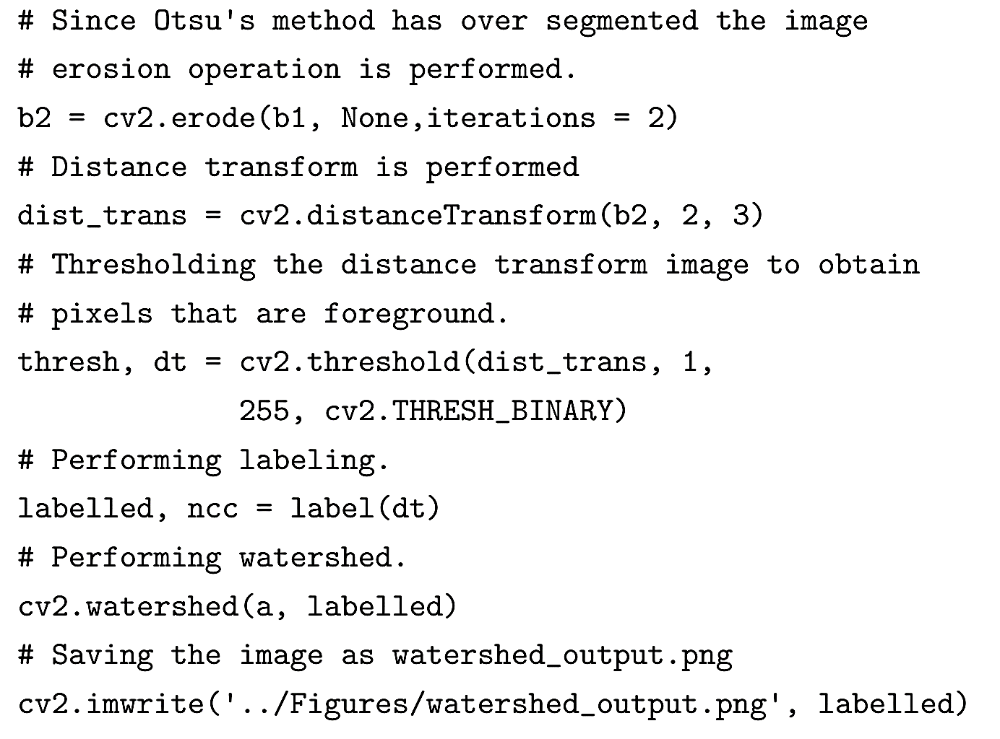 # Since Otsu's method has over segmented the image
# erosion operation is performed.
b2 = cv2.erode(b1, None,iterations = 2)
# Distance transform is performed
dist_trans = cv2.distanceTransform(b2, 2, 3)
# Thresholding the distance transform image to obtain
# pixels that are foreground.
thresh, dt = cv2.threshold(dist_trans, 1,
             255, cv2.THRESH_BINARY)
# Performing labeling.
labelled, ncc = label(dt)
# Performing watershed.
cv2.watershed(a, labelled)
# Saving the image as watershed_output.png
cv2.imwrite('../Figures/watershed_output.png', labelled)